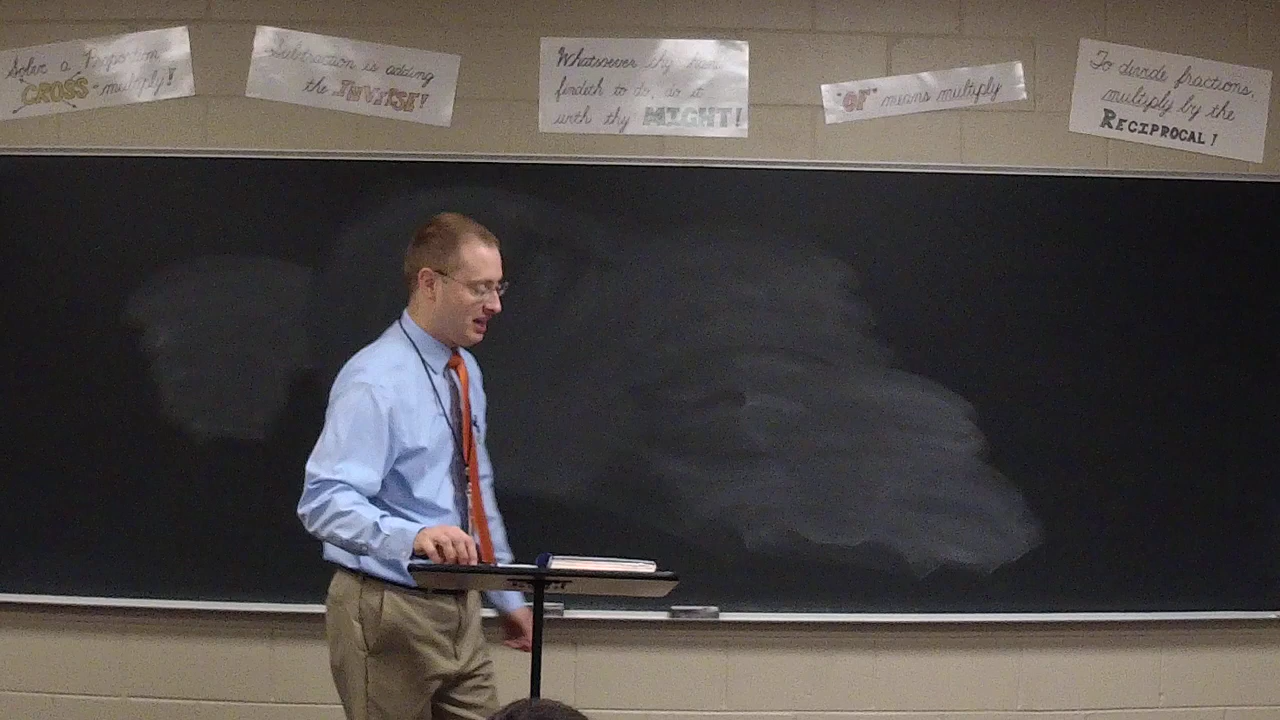 Solve a Proportion
CROSS-multiply!
Subtraction is adding
the INVERSE!
Whatsoever thy hand
findeth to do, do it
with thy MIGHT!
"OF" means multiply
To divide fractions,
multiply by the
RECIPROCAL!